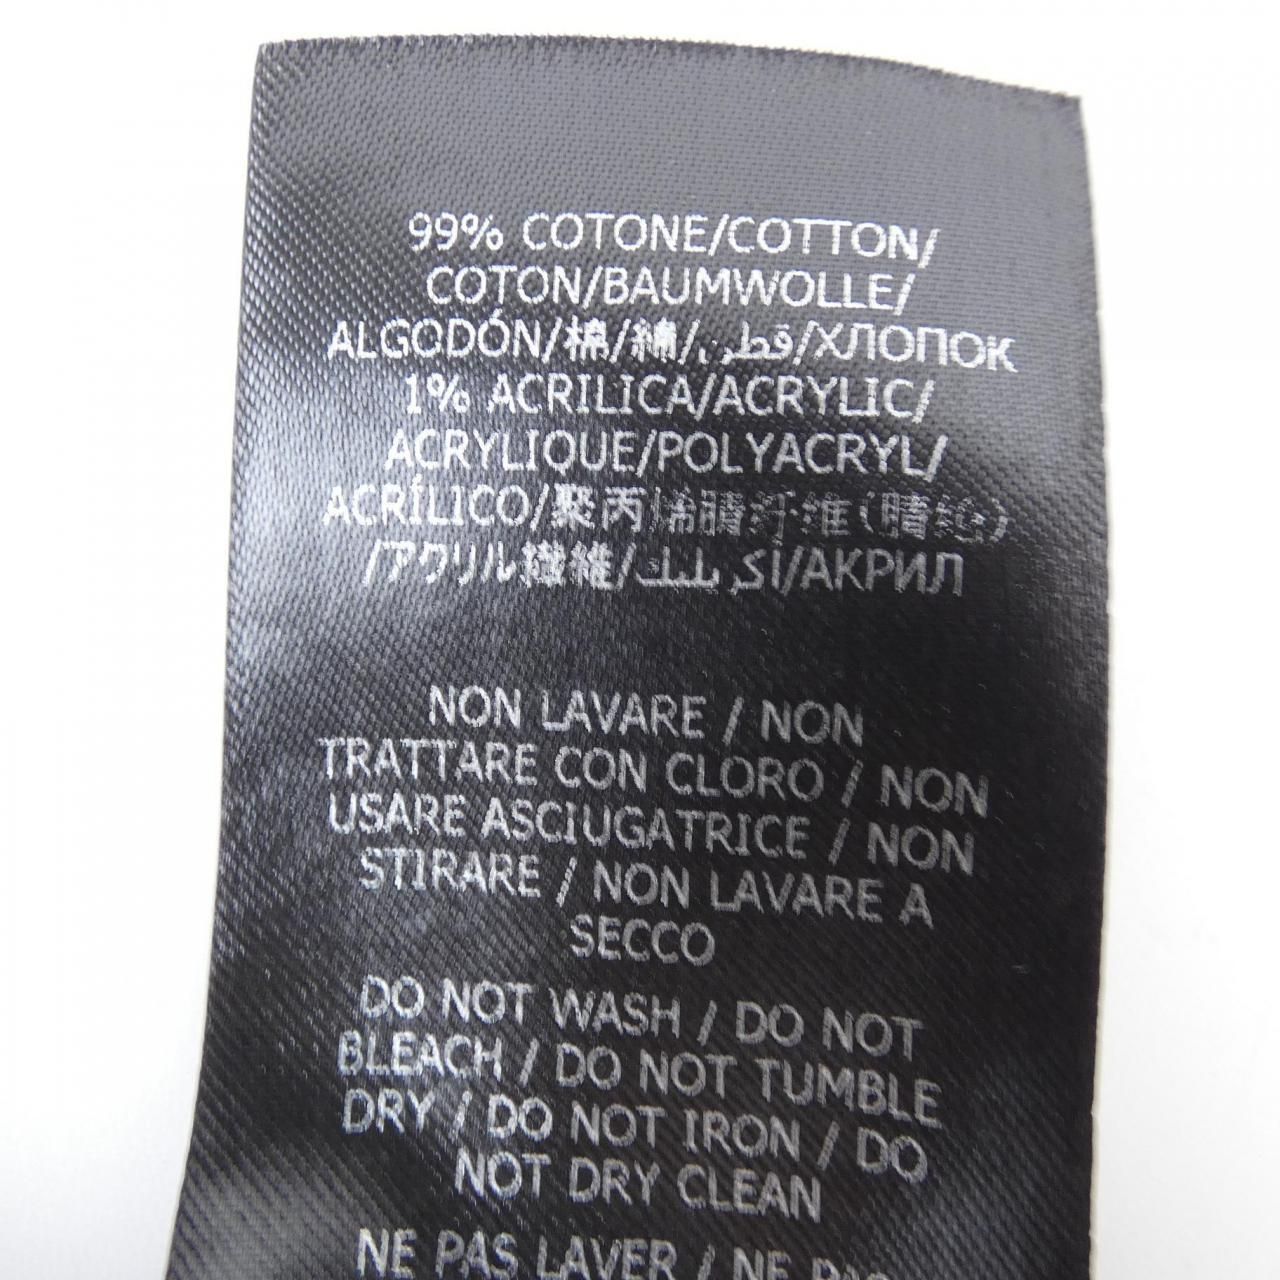 99% COTONE/COTTON/
COTON/BAUMWOLLE/
ALGODÓN/棉/綿/قطن/ХЛОПОК
1% ACRILICA/ACRYLIC/
ACRYLIQUE/POLYACRYL/
ACRÍLICO/聚丙烯腈纤维(腈纶)
/アクリル繊維/اكريليك/АКРИЛ
NON LAVARE / NON
TRATTARE CON CLORO / NON
USARE ASCIUGATRICE / NON
STIRARE / NON LAVARE A
SECCO
DO NOT WASH / DO NOT
BLEACH / DO NOT TUMBLE
DRY / DO NOT IRON / DO
NOT DRY CLEAN
NE PAS LAVER / NE PAS